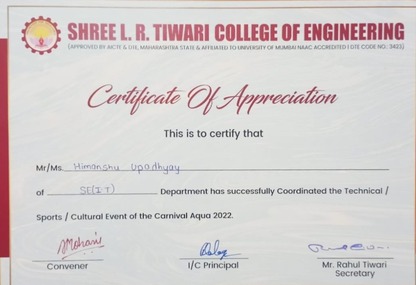 SHREE L. R. TIWARI COLLEGE OF ENGINEERING
(APPROVED BY AICTE & DTE, MAHARASHTRA STATE & AFFILIATED TO UNIVERSITY OF MUMBAI NAAC ACCREDITED | DTE CODE NO. 3423)
Certificate Of Appreciation
This is to certify that
Mr/Ms. Himanshu Upadhyay
of SE(I T) Department has successfully Coordinated the Technical /
Sports / Cultural Event of the Carnival Aqua 2022.
Convener I/C Principal Mr. Rahul Tiwari
Secretary